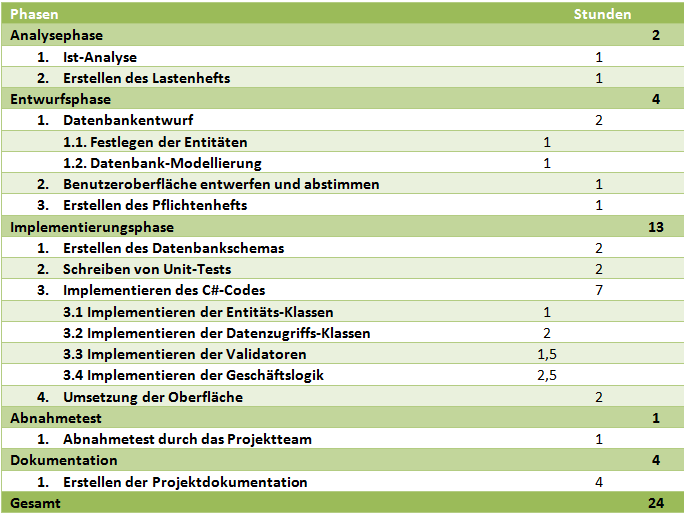 Phasen Stunden
Analysephase 2
1. Ist-Analyse 1
2. Erstellen des Lastenhefts 1
Entwurfsphase 4
1. Datenbankentwurf 2
1.1. Festlegen der Entitäten 1
1.2. Datenbank-Modellierung 1
2. Benutzeroberfläche entwerfen und abstimmen 1
3. Erstellen des Pflichtenhefts 1
Implementierungsphase 13
1. Erstellen des Datenbankschemas 2
2. Schreiben von Unit-Tests 2
3. Implementieren des C#-Codes 7
3.1 Implementieren der Entitäts-Klassen 1
3.2 Implementieren der Datenzugriffs-Klassen 2
3.3 Implementieren der Validatoren 1,5
3.4 Implementieren der Geschäftslogik 2,5
4. Umsetzung der Oberfläche 2
Abnahmetest 1
1. Abnahmetest durch das Projektteam 1
Dokumentation 4
1. Erstellen der Projektdokumentation 4
Gesamt 24